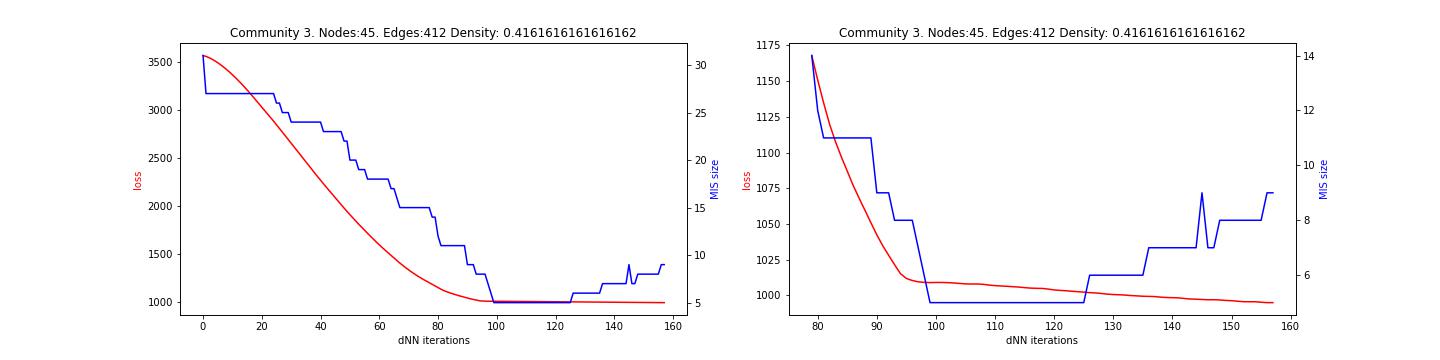 Community 3. Nodes:45. Edges:412 Density: 0.4161616161616162
3500
3000
2500
2000
1500
1000
loss
30
25
20
15
10
5
MIS size
0 20 40 60 80 100 120 140 160
dNN iterations
Community 3. Nodes:45. Edges:412 Density: 0.4161616161616162
1175
1150
1125
1100
1075
1050
1025
1000
loss
14
12
10
8
6
MIS size
80 90 100 110 120 130 140 150 160
dNN iterations